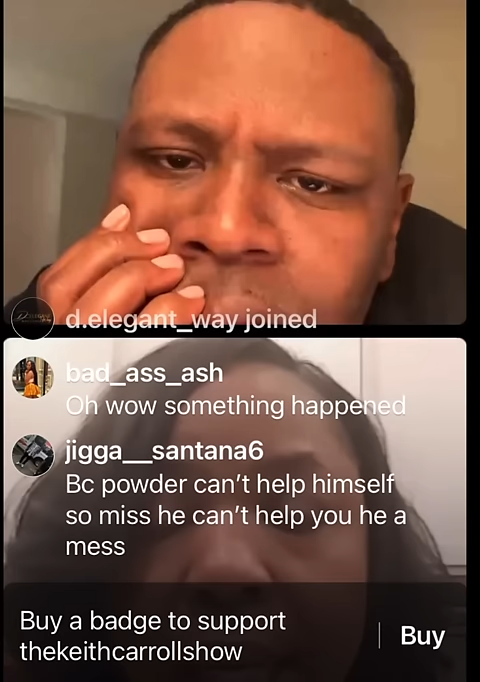 d.elegant_way joined
bad_ass_ash
Oh wow something happened
jigga__santana6
Bc powder can't help himself
so miss he can't help you he a
mess
Buy a badge to support
thekeithcarrollshow
Buy